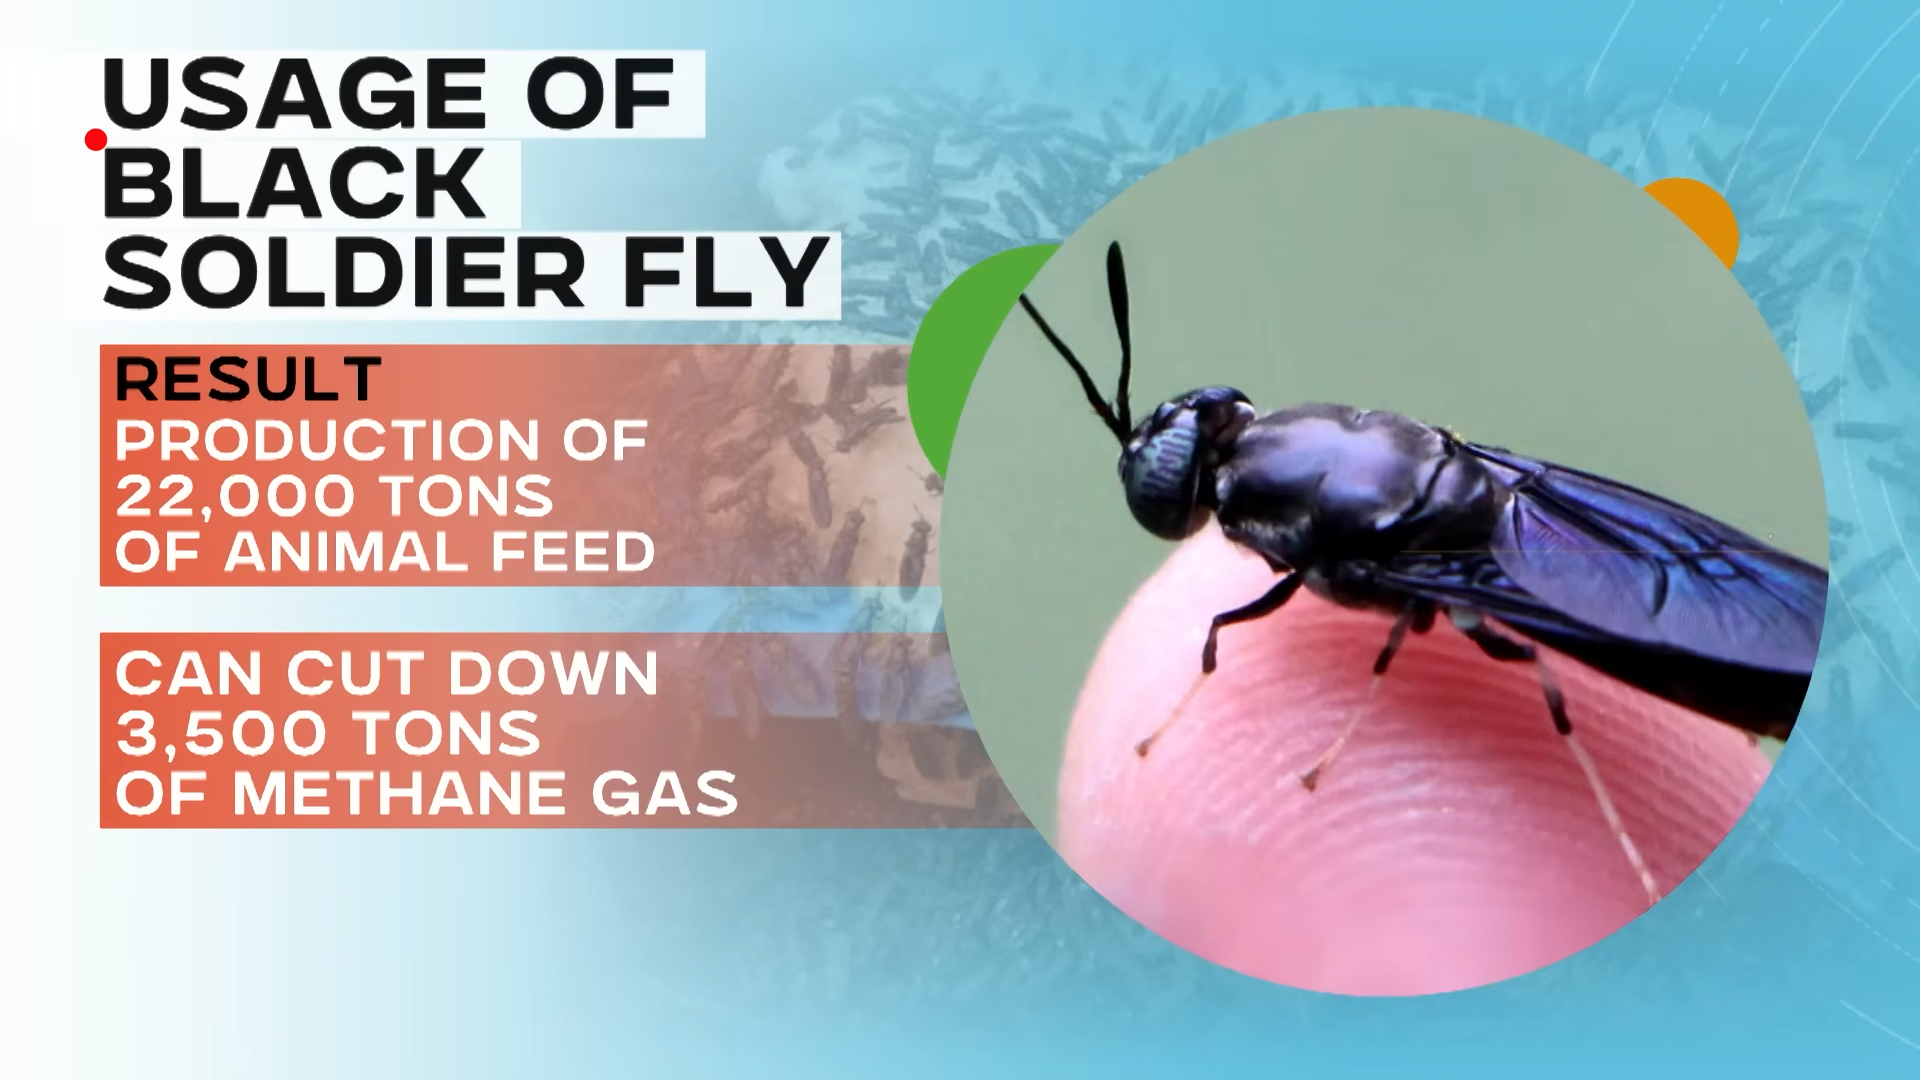 USAGE OF
BLACK
SOLDIER FLY
RESULT
PRODUCTION OF
22,000 TONS
OF ANIMAL FEED
CAN CUT DOWN
3,500 TONS
OF METHANE GAS